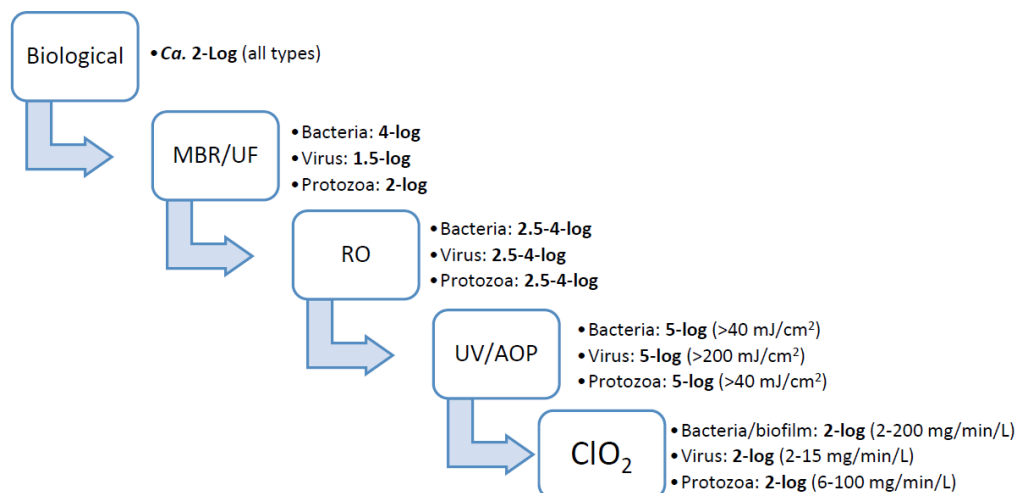 Biological
•Ca. 2-Log (all types)
MBR/UF
•Bacteria: 4-log
•Virus: 1.5-log
•Protozoa: 2-log
RO
•Bacteria: 2.5-4-log
•Virus: 2.5-4-log
•Protozoa: 2.5-4-log
UV/AOP
•Bacteria: 5-log (>40 mJ/cm²)
•Virus: 5-log (>200 mJ/cm²)
•Protozoa: 5-log (>40 mJ/cm²)
ClO₂
•Bacteria/biofilm: 2-log (2-200 mg/min/L)
•Virus: 2-log (2-15 mg/min/L)
•Protozoa: 2-log (6-100 mg/min/L)